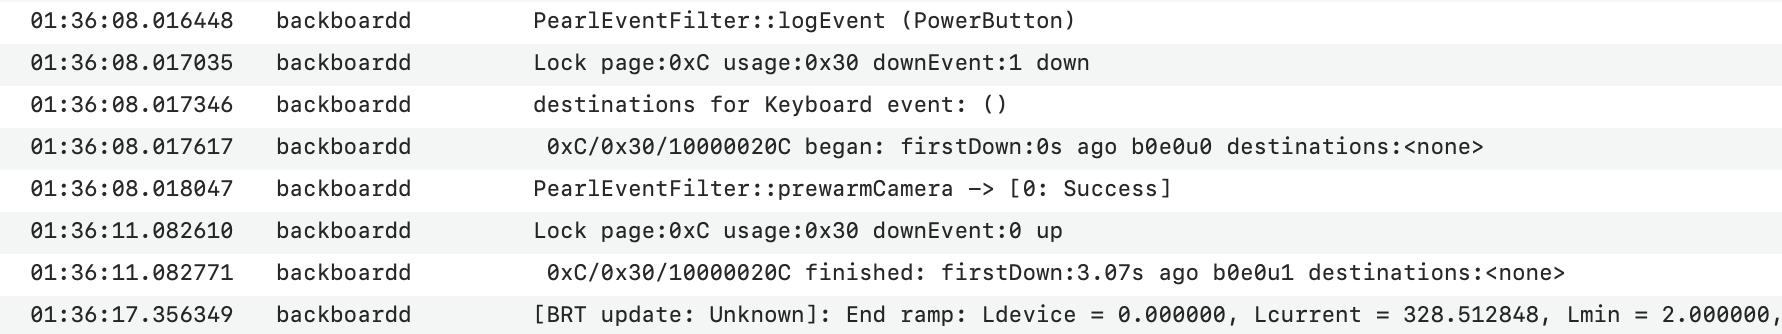 01:36:08.016448 backboardd PearlEventFilter::logEvent (PowerButton)
01:36:08.017035 backboardd Lock page:0xC usage:0x30 downEvent:1 down
01:36:08.017346 backboardd destinations for Keyboard event: ()
01:36:08.017617 backboardd 0xC/0x30/10000020C began: firstDown:0s ago b0e0u0 destinations:<none>
01:36:08.018047 backboardd PearlEventFilter::prewarmCamera —> [0: Success]
01:36:11.082610 backboardd Lock page:0xC usage:0x30 downEvent:0 up
01:36:11.082771 backboardd 0xC/0x30/10000020C finished: firstDown:3.07s ago b0e0u1 destinations:<none>
01:36:17.356349 backboardd [BRT update: Unknown]: End ramp: Ldevice = 0.000000, Lcurrent = 328.512848, Lmin = 2.000000,